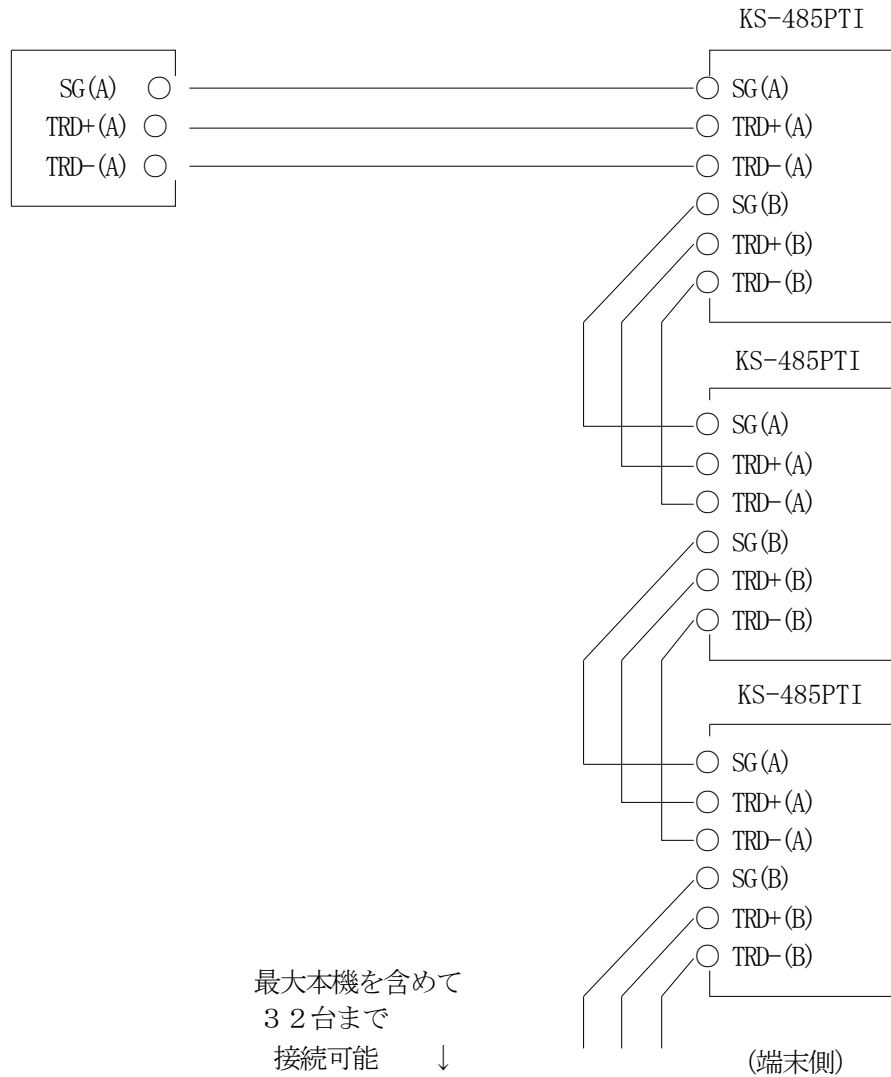 KS-485PTI
SG(A)
TRD+(A)
TRD-(A)
SG(A)
TRD+(A)
TRD-(A)
SG(B)
TRD+(B)
TRD-(B)
KS-485PTI
SG(A)
TRD+(A)
TRD-(A)
SG(B)
TRD+(B)
TRD-(B)
KS-485PTI
SG(A)
TRD+(A)
TRD-(A)
SG(B)
TRD+(B)
TRD-(B)
最大本機を含めて
３２台まで
接続可能 ↓
(端末側)